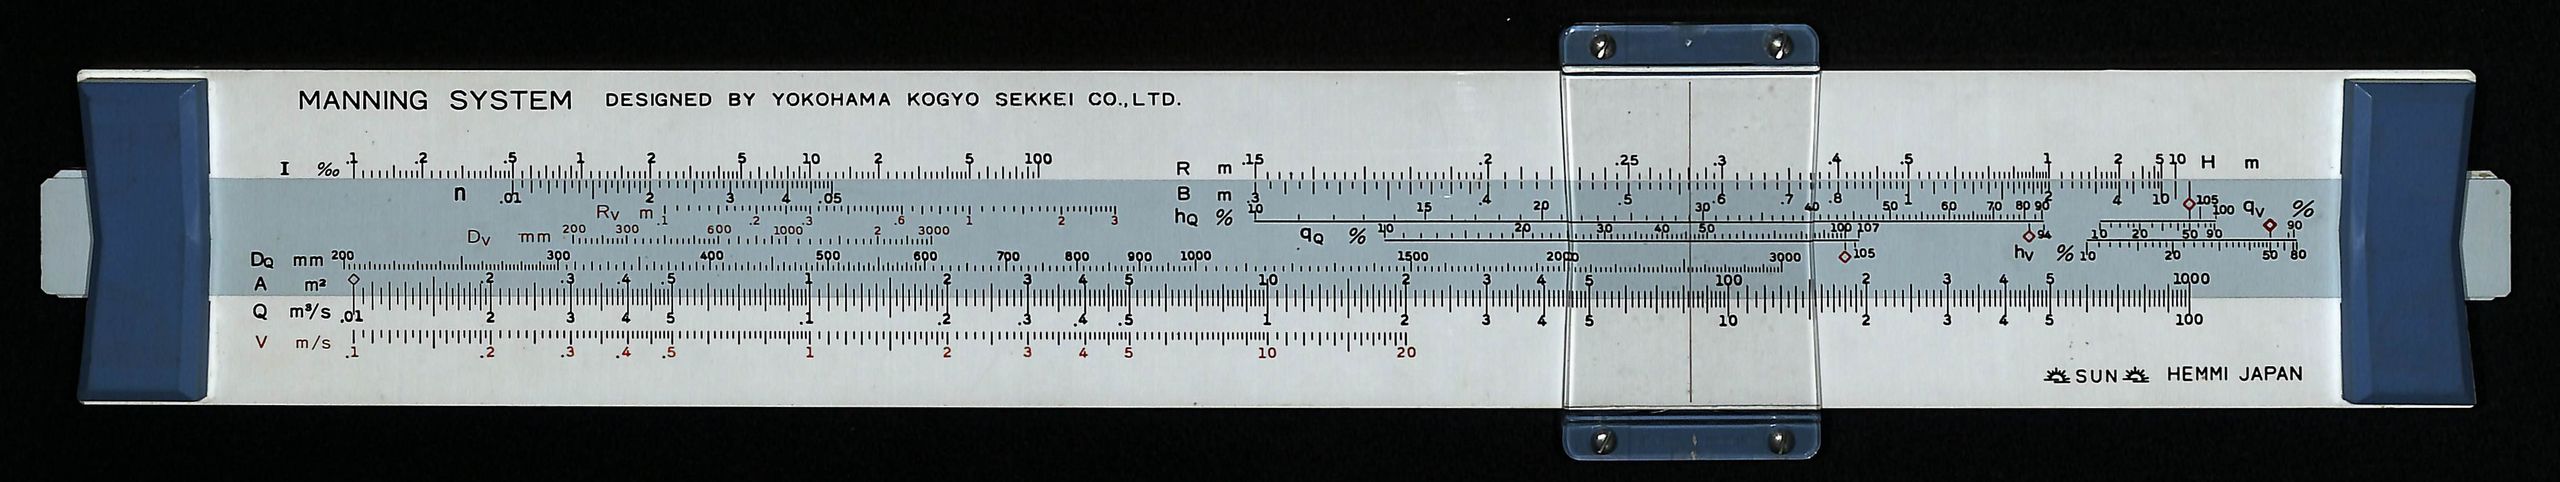 MANNING SYSTEM DESIGNED BY YOKOHAMA KOGYO SEKKEI CO.,LTD.
I ‰ .1 .2 .5 1 2 5 10 2 5 100 R m .15 .2 .25 .3 .4 .5 1 2 5 10 H m
n .01 2 3 4 .05 B m .3 .4 .5 .6 .7 .8 1 2 4 10 105
Rv m .1 .2 .3 .6 1 2 3 hQ % 10 15 20 30 40 50 60 70 80 90 100 qv %
Dv mm 200 300 600 1000 2 3000 qQ % 10 20 30 40 50 100 107 94 10 20 50 90 90
DQ mm 200 300 400 500 600 700 800 900 1000 1500 2000 3000 105 hv % 10 20 50 80
A m² .2 .3 .4 .5 1 2 3 4 5 10 2 3 4 5 100 2 3 4 5 1000
Q m³/s .01 2 3 4 5 .1 .2 .3 .4 .5 1 2 3 4 5 10 2 3 4 5 100
V m/s .1 .2 .3 .4 .5 1 2 3 4 5 10 20
SUN HEMMI JAPAN